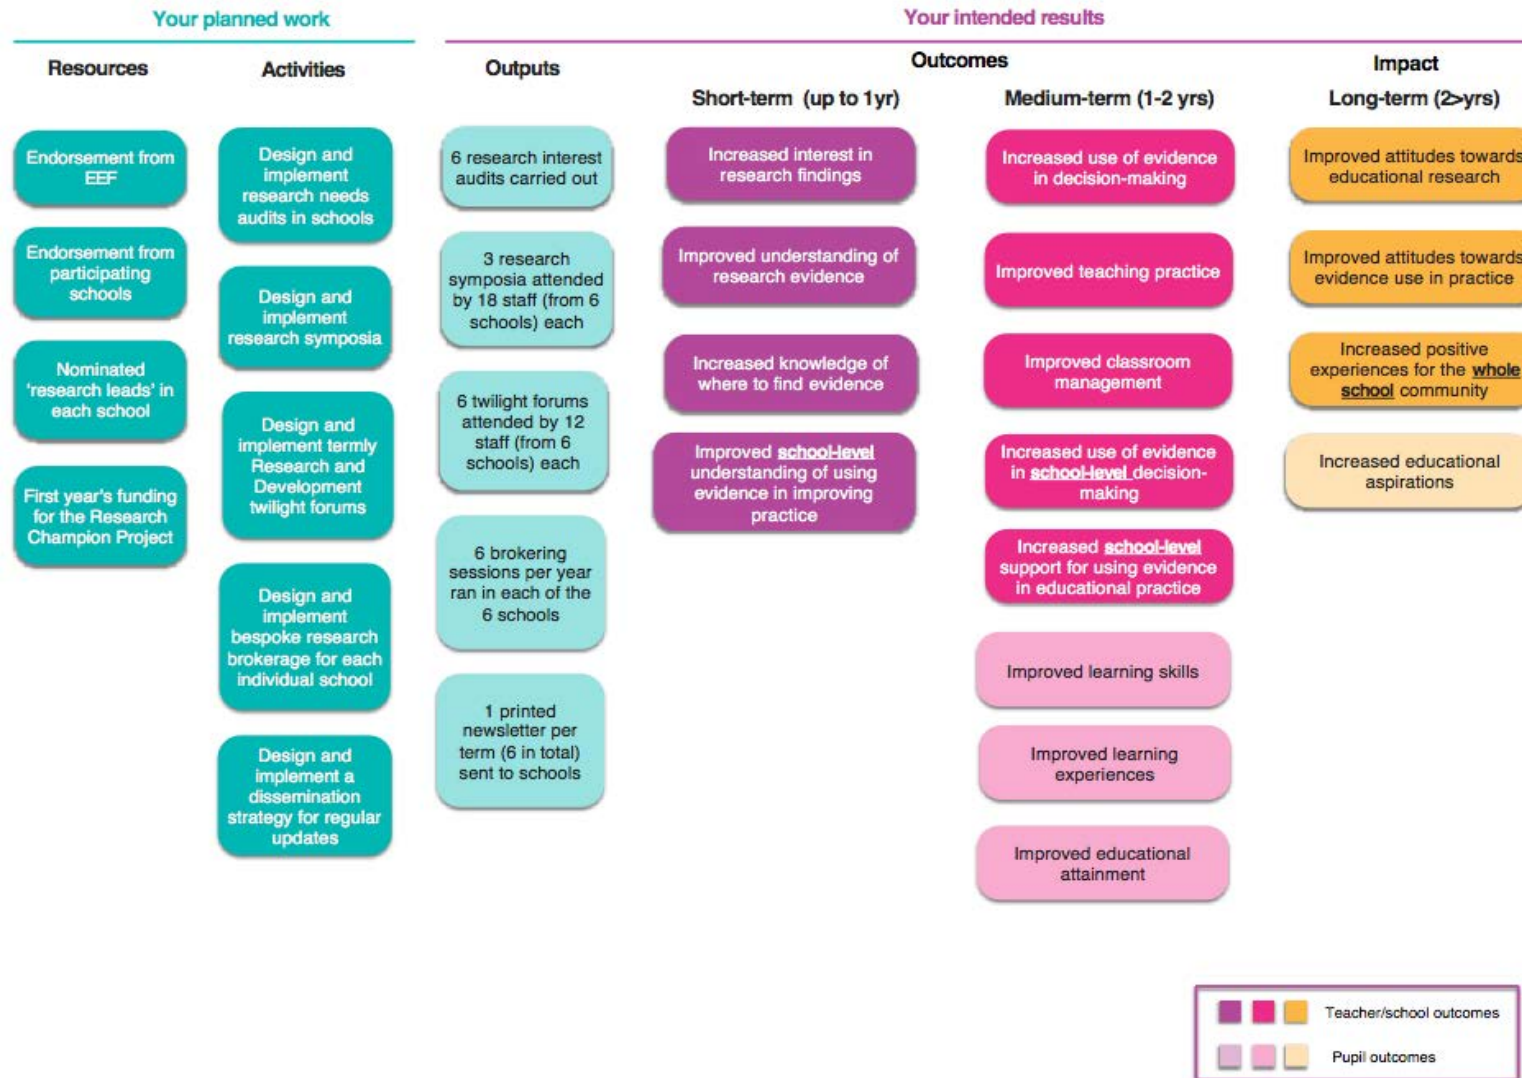 Your planned work
Your intended results
Resources
Activities
Outputs
Outcomes
Impact
Short-term (up to 1yr)
Medium-term (1-2 yrs)
Long-term (2>yrs)
Endorsement from
EEF
Endorsement from
participating
schools
Nominated
'research leads' in
each school
First year's funding
for the Research
Champion Project
Design and
implement
research needs
audits in schools
Design and
implement
research symposia
Design and
implement termly
Research and
Development
twilight forums
Design and
implement
bespoke research
brokerage for each
individual school
Design and
implement a
dissemination
strategy for regular
updates
6 research interest
audits carried out
3 research
symposia attended
by 18 staff (from 6
schools) each
6 twilight forums
attended by 12
staff (from 6
schools) each
6 brokering
sessions per year
ran in each of the
6 schools
1 printed
newsletter per
term (6 in total)
sent to schools
Increased interest in
research findings
Improved understanding of
research evidence
Increased knowledge of
where to find evidence
Improved school-level
understanding of using
evidence in improving
practice
Increased use of evidence
in decision-making
Improved teaching practice
Improved classroom
management
Increased use of evidence
in school-level decision-
making
Increased school-level
support for using evidence
in educational practice
Improved learning skills
Improved learning
experiences
Improved educational
attainment
Improved attitudes towards
educational research
Improved attitudes towards
evidence use in practice
Increased positive
experiences for the whole
school community
Increased educational
aspirations
Teacher/school outcomes
Pupil outcomes